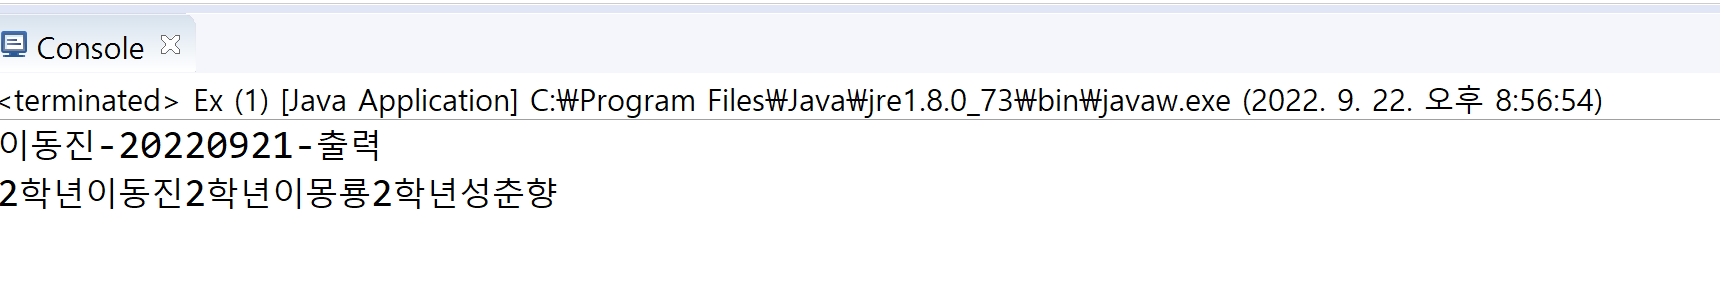 Console
<terminated> Ex (1) [Java Application] C:₩Program Files₩Java₩jre1.8.0_73₩bin₩javaw.exe (2022. 9. 22. 오후 8:56:54)
이동진-20220921-출력
2학년이동진2학년이몽룡2학년성춘향